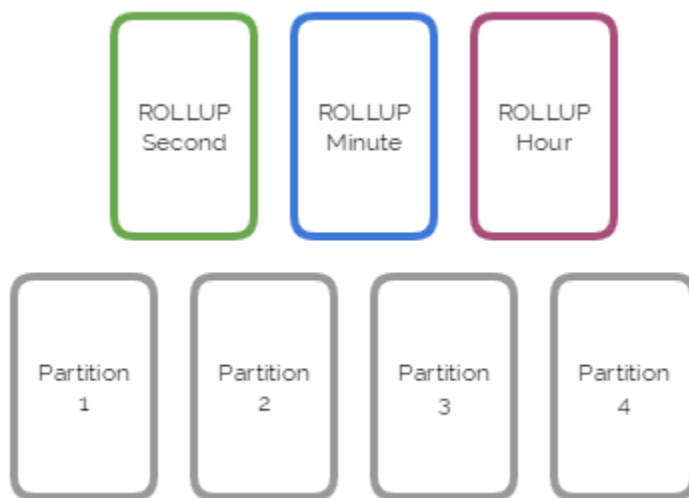 ROLLUP
Second
ROLLUP
Minute
ROLLUP
Hour
Partition
1
Partition
2
Partition
3
Partition
4